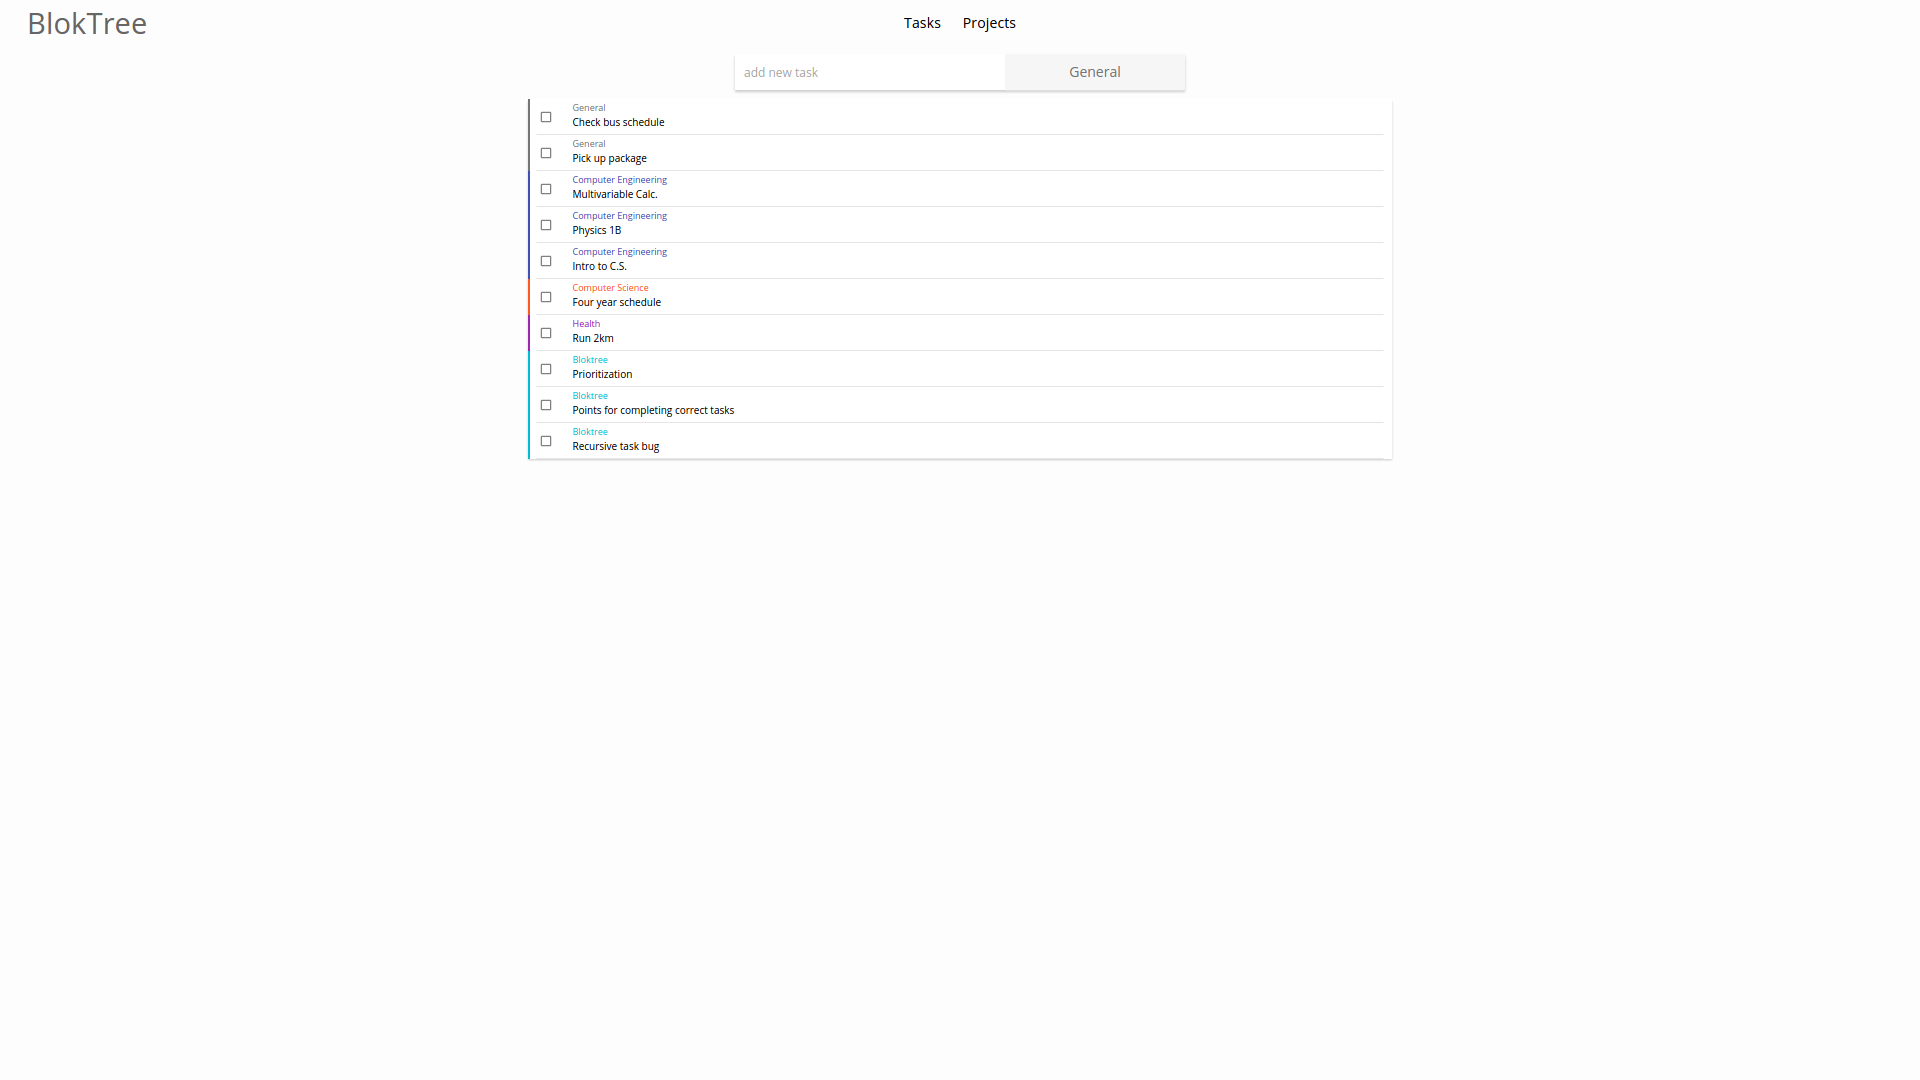 BlokTree
Tasks Projects
add new task General
General
Check bus schedule
General
Pick up package
Computer Engineering
Multivariable Calc.
Computer Engineering
Physics 1B
Computer Engineering
Intro to C.S.
Computer Science
Four year schedule
Health
Run 2km
Bloktree
Prioritization
Bloktree
Points for completing correct tasks
Bloktree
Recursive task bug